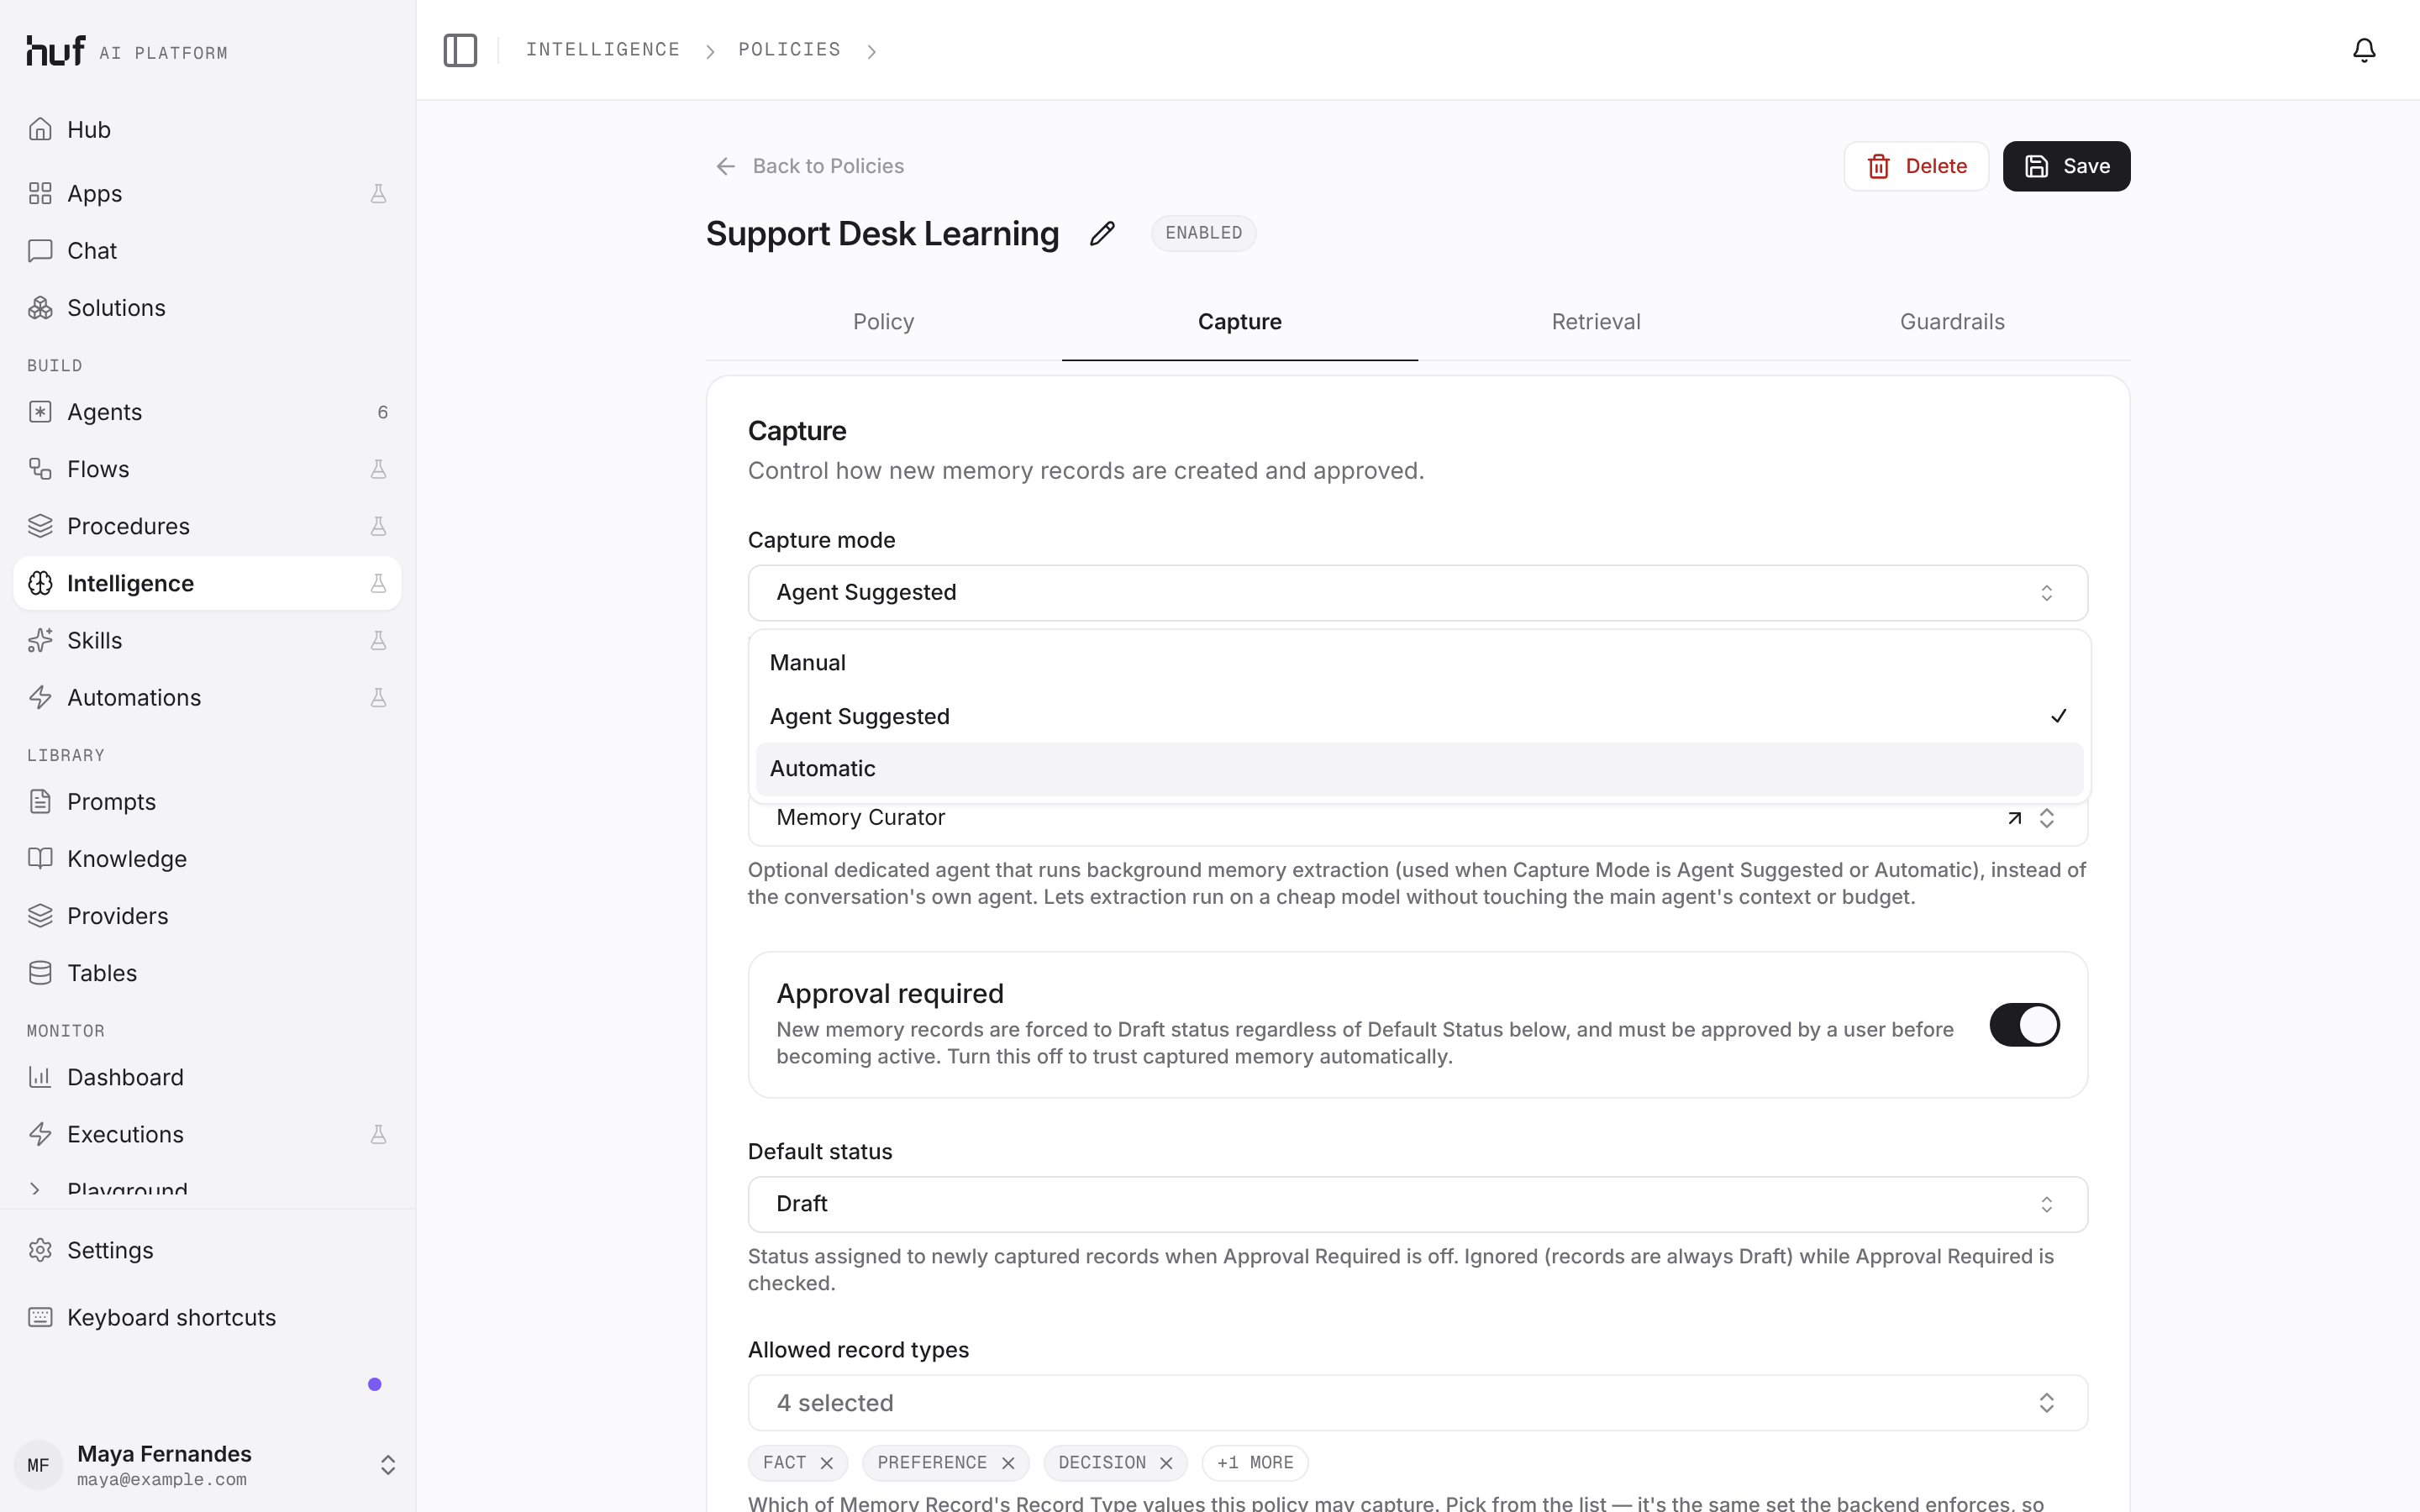 huf AI PLATFORM
Hub
Apps
Chat
Solutions
BUILD
Agents 6
Flows
Procedures
Intelligence
Skills
Automations
LIBRARY
Prompts
Knowledge
Providers
Tables
MONITOR
Dashboard
Executions
Playground
Settings
Keyboard shortcuts
MF
Maya Fernandes
maya@example.com
INTELLIGENCE
POLICIES
Back to Policies
Delete
Save
Support Desk Learning
ENABLED
Policy
Capture
Retrieval
Guardrails
Capture
Control how new memory records are created and approved.
Capture mode
Agent Suggested
Manual
Agent Suggested
Automatic
Memory Curator
Optional dedicated agent that runs background memory extraction (used when Capture Mode is Agent Suggested or Automatic), instead of
the conversation's own agent. Lets extraction run on a cheap model without touching the main agent's context or budget.
Approval required
New memory records are forced to Draft status regardless of Default Status below, and must be approved by a user before
becoming active. Turn this off to trust captured memory automatically.
Default status
Draft
Status assigned to newly captured records when Approval Required is off. Ignored (records are always Draft) while Approval Required is
checked.
Allowed record types
4 selected
FACT
PREFERENCE
DECISION
+1 MORE
Which of Memory Record's Record Type values this policy may capture. Pick from the list — it's the same set the backend enforces, so